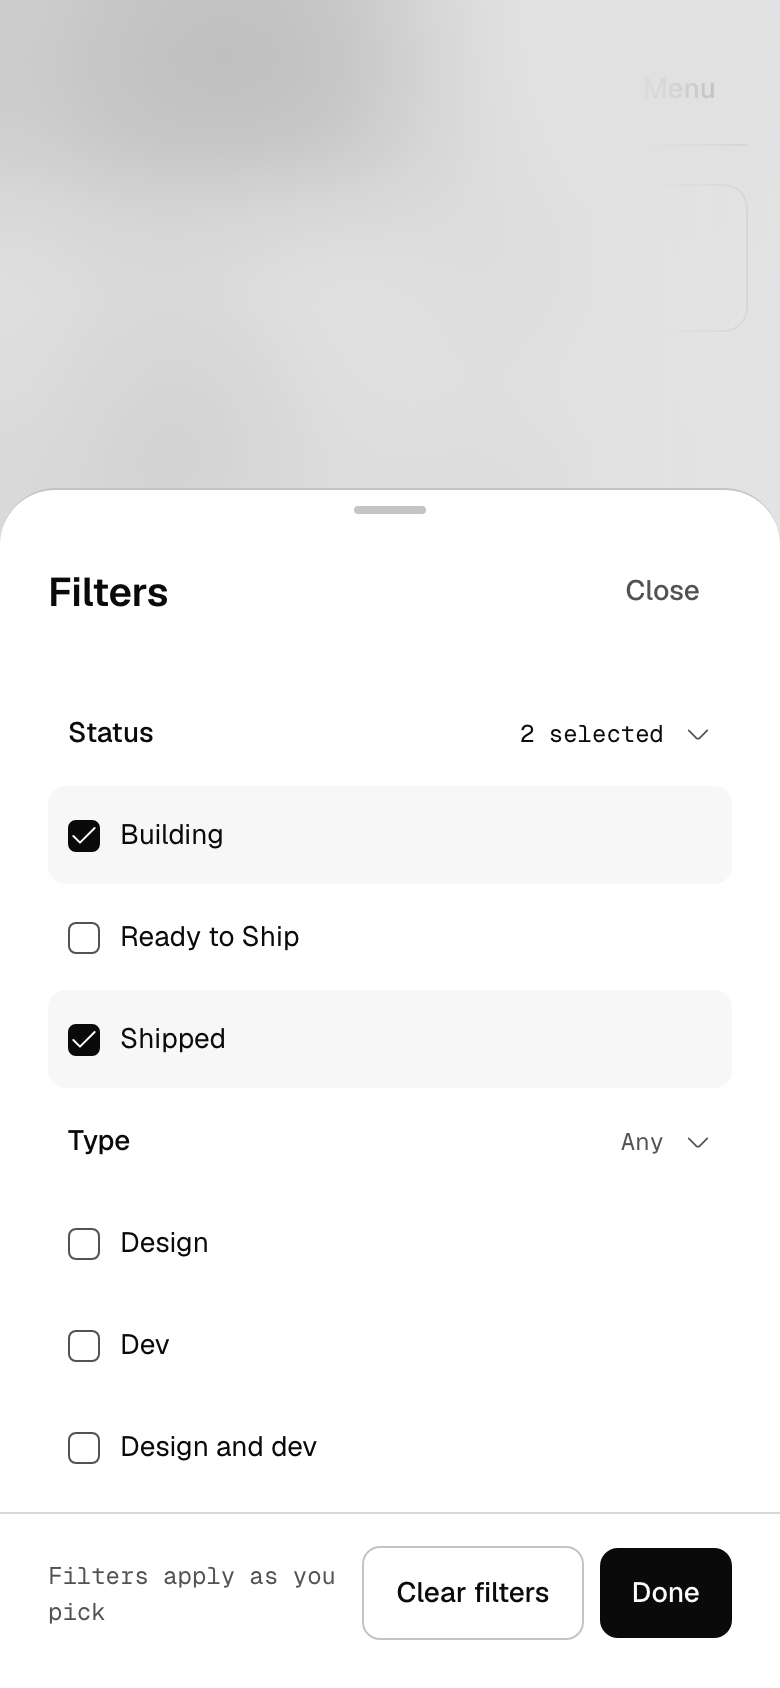 Menu
Filters
Close
Status
2 selected
Building
Ready to Ship
Shipped
Type
Any
Design
Dev
Design and dev
Filters apply as you
pick
Clear filters
Done